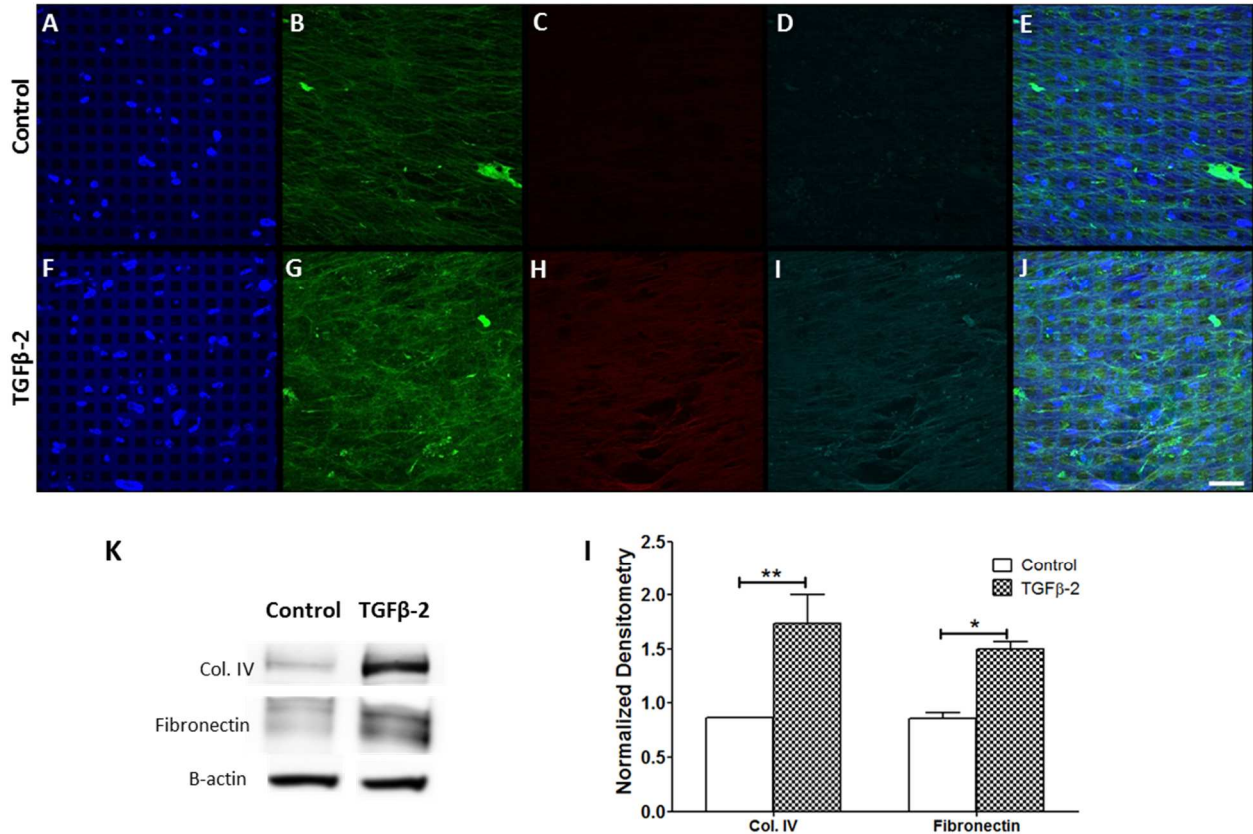 A B C D E
Control
F G H I J
TGFβ-2
K
Control TGFβ-2
Col. IV
Fibronectin
B-actin
I
Normalized Densitometry
2.5
2.0
1.5
1.0
0.5
0.0
**
*
Control
TGFβ-2
Col. IV Fibronectin